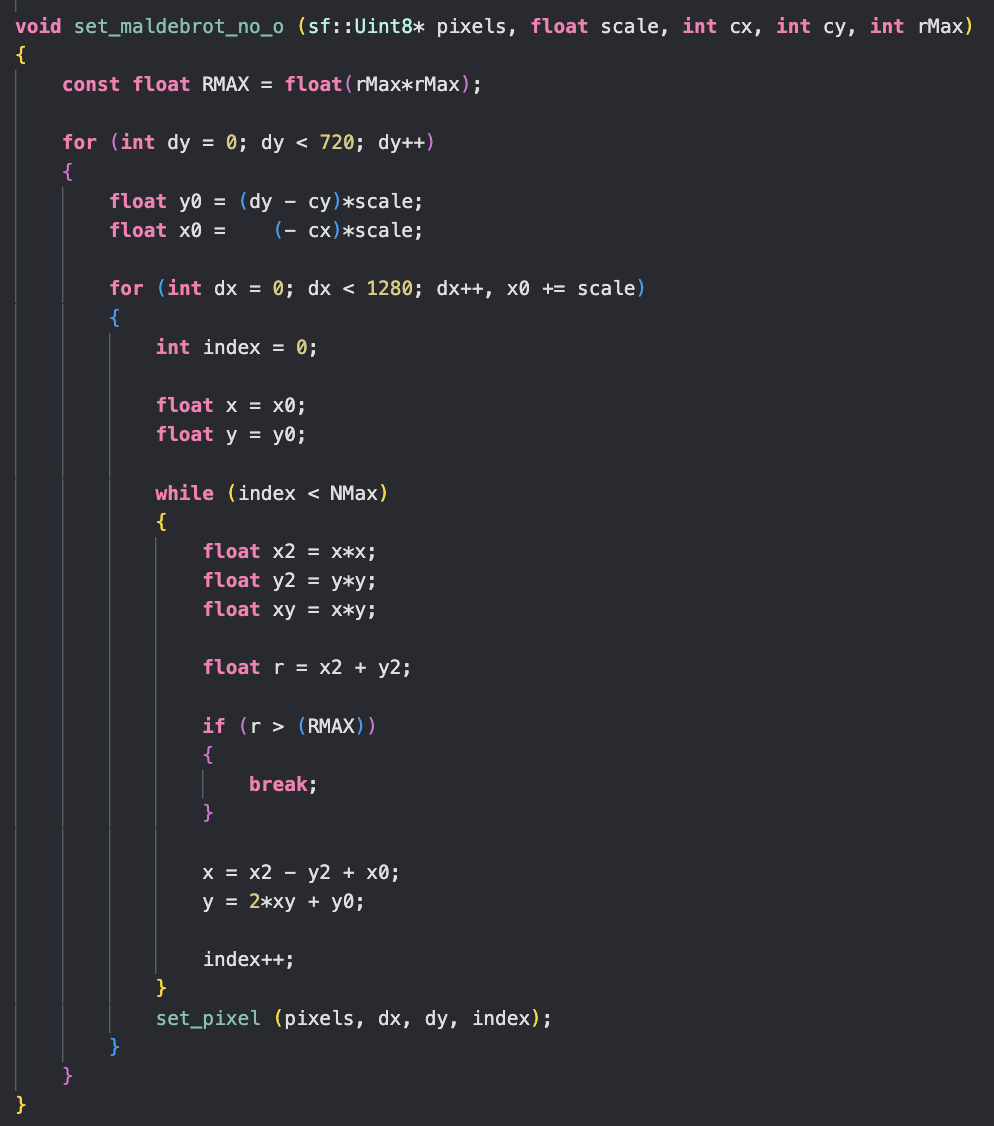 void set_maldebrot_no_o (sf::Uint8* pixels, float scale, int cx, int cy, int rMax)
{
    const float RMAX = float(rMax*rMax);

    for (int dy = 0; dy < 720; dy++)
    {
        float y0 = (dy - cy)*scale;
        float x0 =    (- cx)*scale;

        for (int dx = 0; dx < 1280; dx++, x0 += scale)
        {
            int index = 0;

            float x = x0;
            float y = y0;

            while (index < NMax)
            {
                float x2 = x*x;
                float y2 = y*y;
                float xy = x*y;

                float r = x2 + y2;

                if (r > (RMAX))
                {
                    break;
                }

                x = x2 - y2 + x0;
                y = 2*xy + y0;

                index++;
            }
            set_pixel (pixels, dx, dy, index);
        }
    }
}